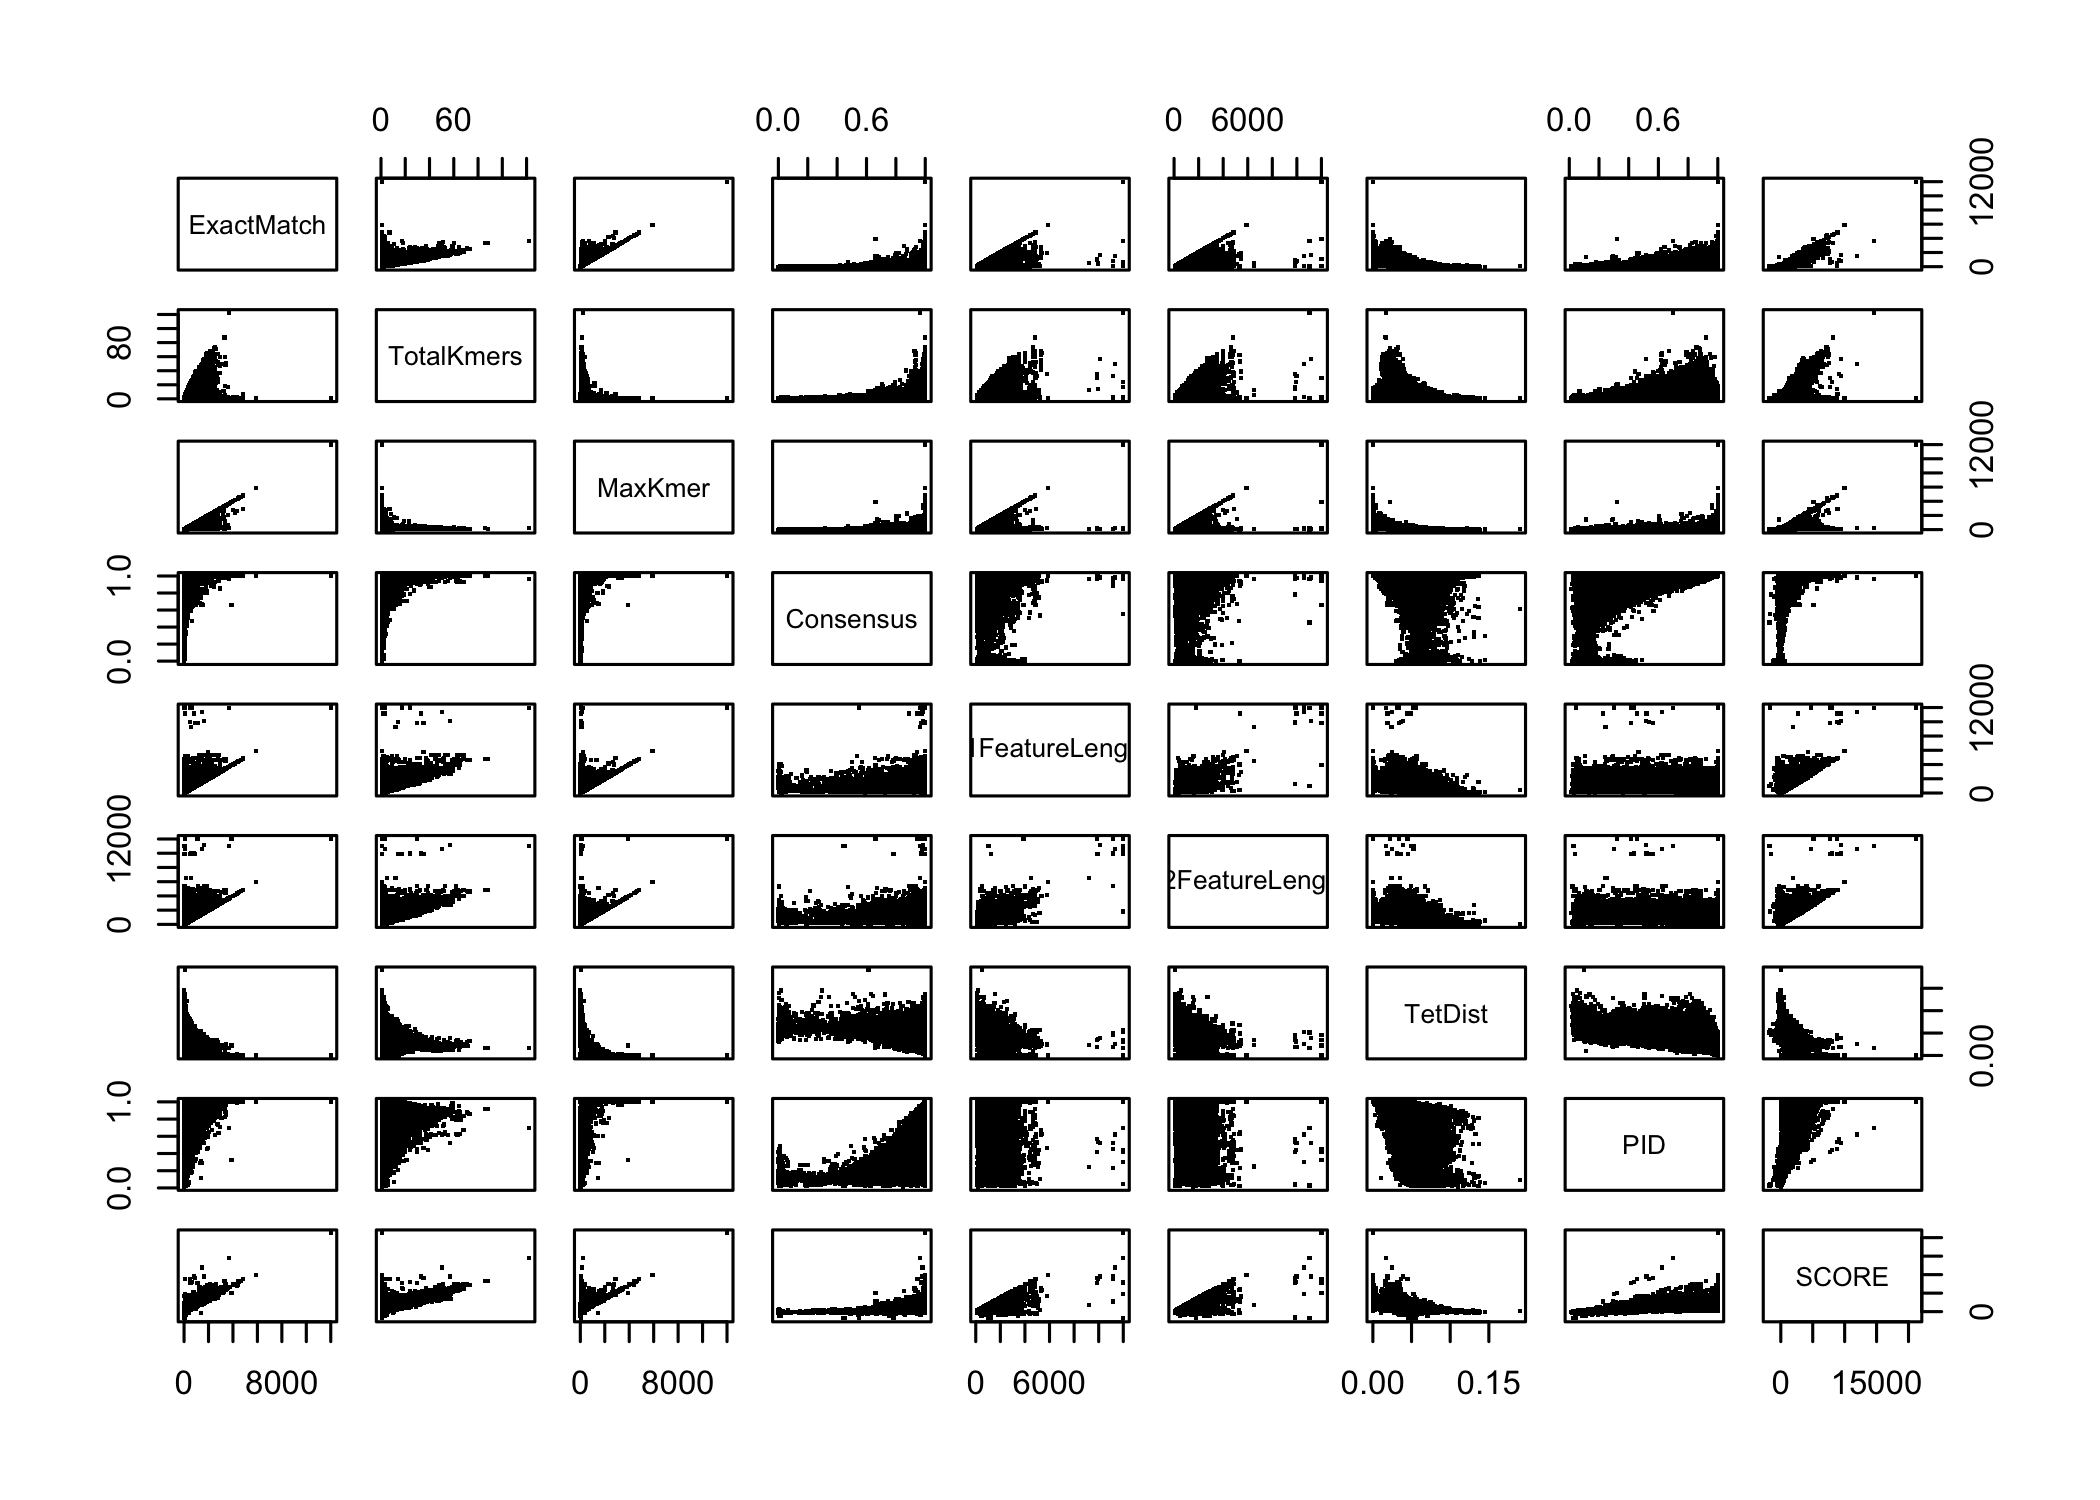 0 60 0.0 0.6 0 6000 0.0 0.6
ExactMatch 0 12000
0 80 TotalKmers
MaxKmer 0 12000
0.0 1.0 Consensus
1FeatureLeng 0 12000
0 12000 2FeatureLeng
TetDist 0.00
0.0 1.0 PID
SCORE 0
0 8000 0 8000 0 6000 0.00 0.15 0 15000